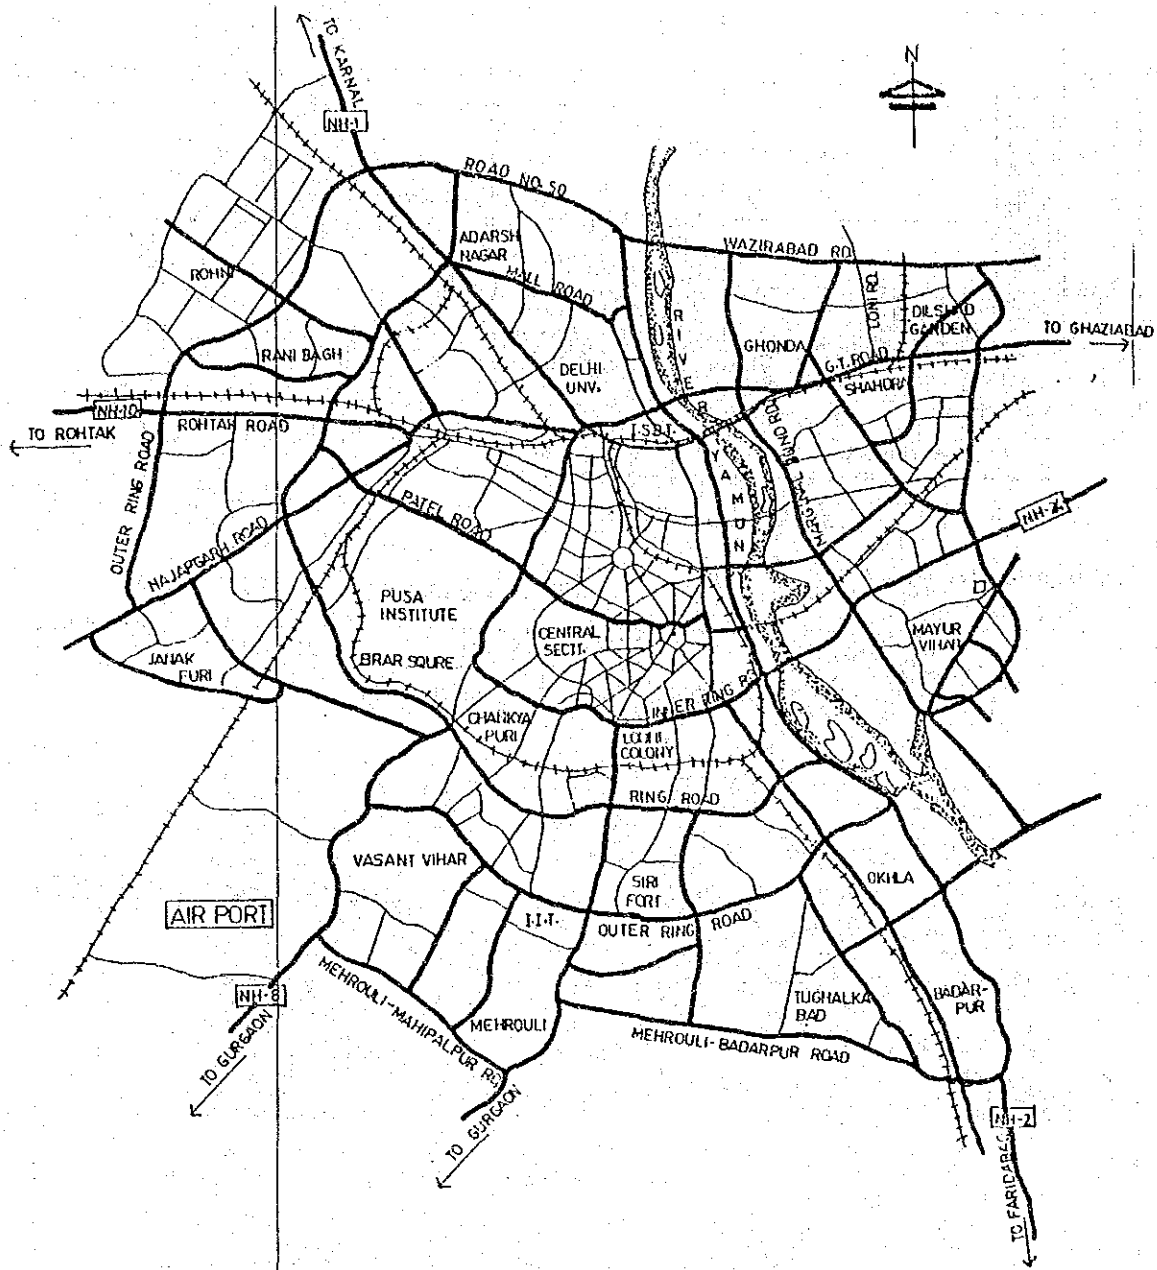 TO KARNAL
N
NH-1
ROAD NO. 50
ADARSH
NAGAR
WAZIRABAD RD.
MALL ROAD
ROHNI
LONI RD.
DILSHAD
GARDEN
TO GHAZIABAD
RANI BAGH
GHONDA
G.T. ROAD
DELHI
UNV.
SHAHDRA
RIVER YAMUN
NH-10
ROHTAK ROAD
TO ROHTAK
I.S.B.T.
OUTER RING ROAD
MARGINAL BUND RD.
PATEL ROAD
NAJAFGARH ROAD
PUSA
INSTITUTE
D
CENTRAL
SECTT.
MAYUR
VIHAR
JANAK
PURI
BRAR SQURE
INNER RING RD.
CHANKYA
PURI
LODHI
COLONY
RING ROAD
VASANT VIHAR
SIRI
FORT
OKHLA
AIR PORT
I.I.T.
OUTER RING ROAD
NH-8
MEHROULI-MAHIPALPUR RD.
MEHROULI
TUGHALKA
BAD
BADAR-
PUR
MEHROULI-BADARPUR ROAD
TO GURGAON
TO GURGAON
NH-2
TO FARIDABAD